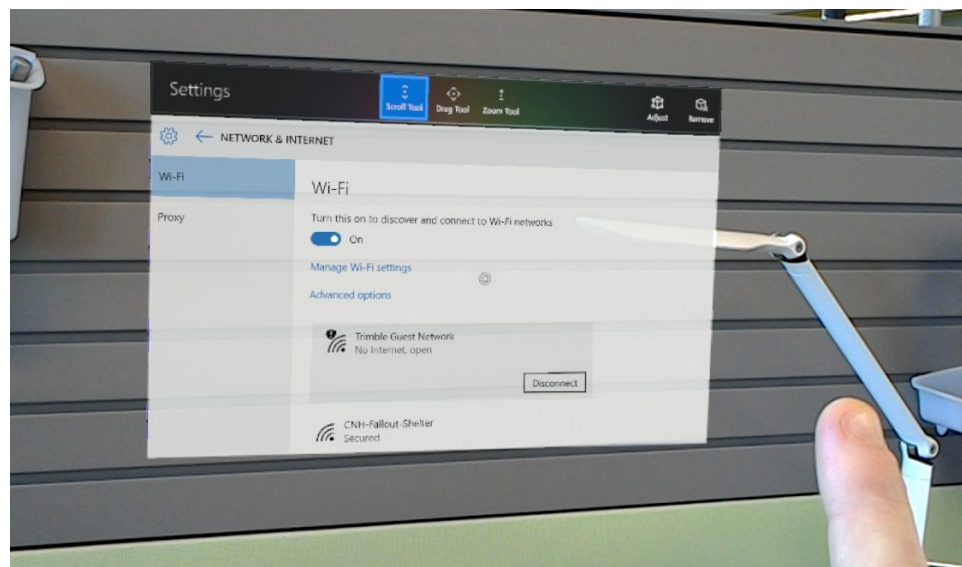 Settings
Scroll Tool
Drag Tool
Zoom Tool
Adjust
Remove
NETWORK & INTERNET
Wi-Fi
Proxy
Wi-Fi
Turn this on to discover and connect to Wi-Fi networks
On
Manage Wi-Fi settings
Advanced options
Trimble Guest Network
No Internet, open
Disconnect
CNH-Fallout-Shelter
Secured